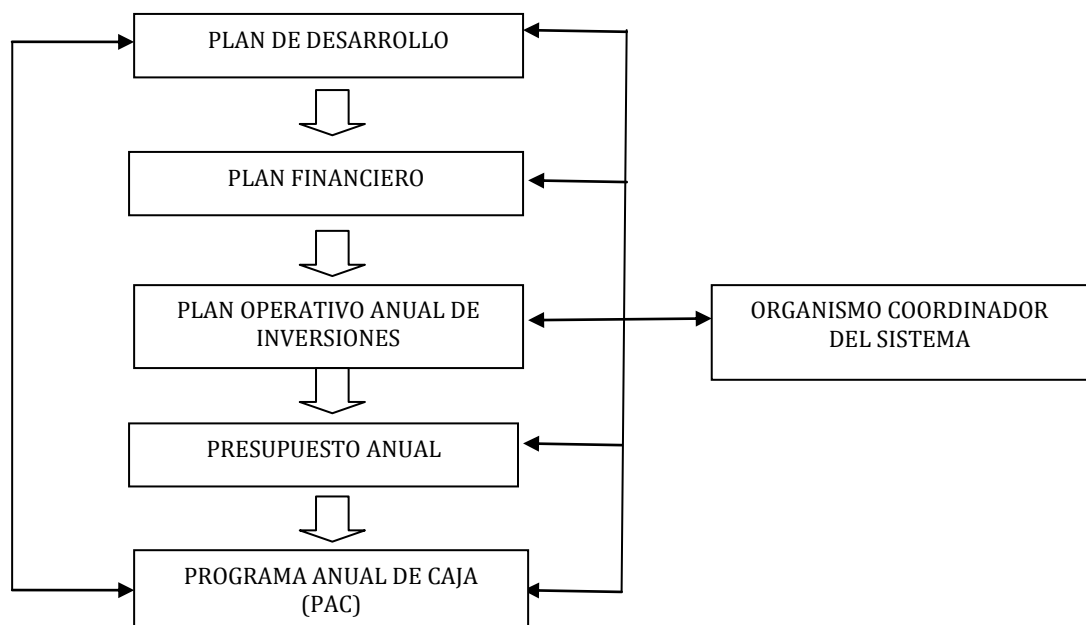 PLAN DE DESARROLLO
PLAN FINANCIERO
PLAN OPERATIVO ANUAL DE
INVERSIONES
ORGANISMO COORDINADOR
DEL SISTEMA
PRESUPUESTO ANUAL
PROGRAMA ANUAL DE CAJA
(PAC)